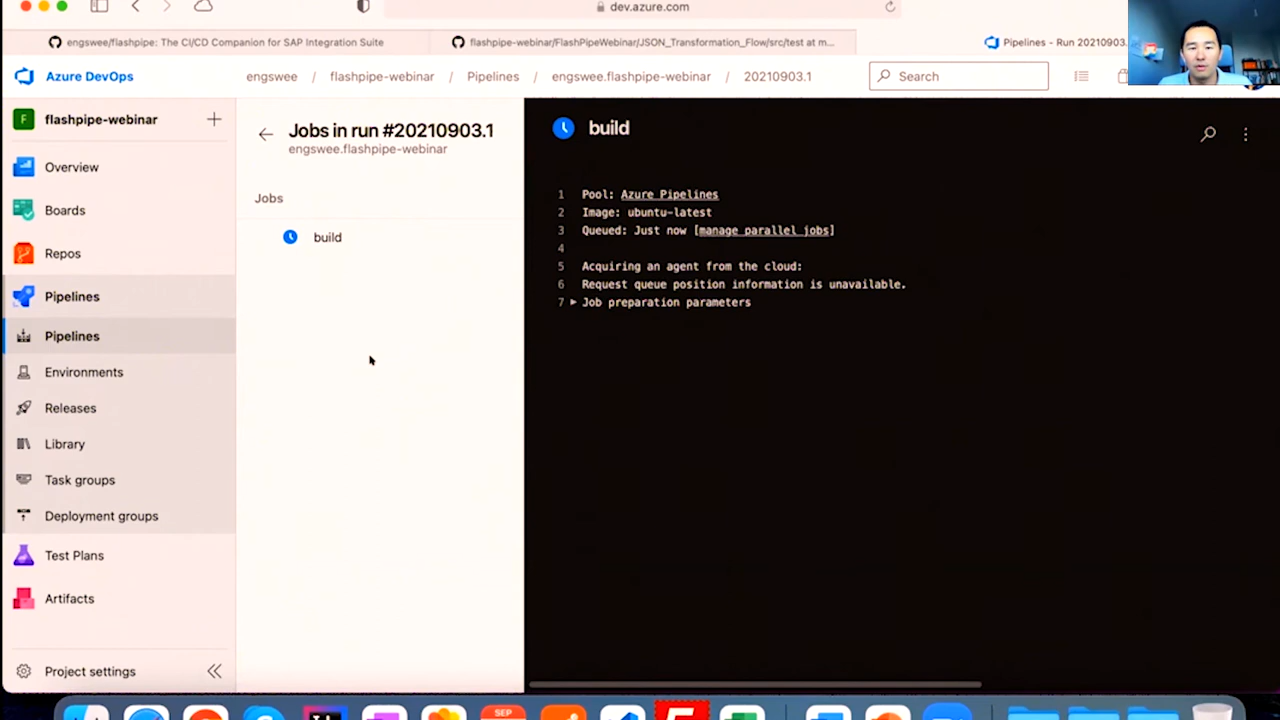 dev.azure.com
engswee/flashpipe: The CI/CD Companion for SAP Integration Suite
flashpipe-webinar/FlashPipeWebinar/JSON_Transformation_Flow/src/test at m...
Pipelines - Run 20210903.
Azure DevOps
engswee / flashpipe-webinar / Pipelines / engswee.flashpipe-webinar / 20210903.1
Search
F flashpipe-webinar
Overview
Boards
Repos
Pipelines
Pipelines
Environments
Releases
Library
Task groups
Deployment groups
Test Plans
Artifacts
Project settings
Jobs in run #20210903.1
engswee.flashpipe-webinar
Jobs
build
build
1 Pool: Azure Pipelines
2 Image: ubuntu-latest
3 Queued: Just now [manage parallel jobs]
4
5 Acquiring an agent from the cloud:
6 Request queue position information is unavailable.
7 Job preparation parameters
SEP